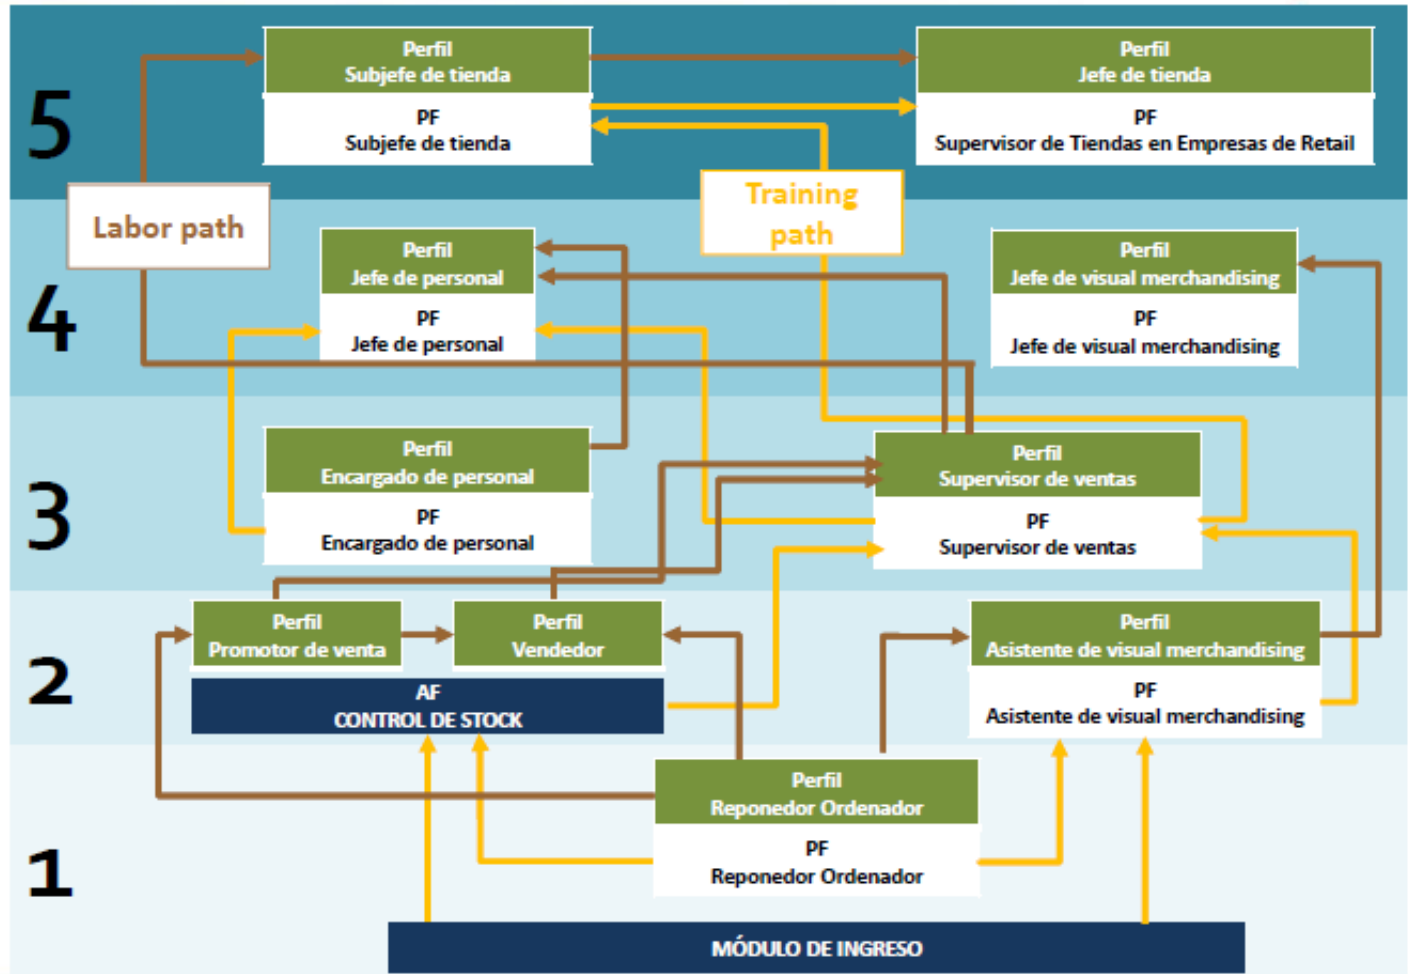 5
Perfil
Subjefe de tienda
PF
Subjefe de tienda
Perfil
Jefe de tienda
PF
Supervisor de Tiendas en Empresas de Retail
Labor path
Training
path
4
Perfil
Jefe de personal
PF
Jefe de personal
Perfil
Jefe de visual merchandising
PF
Jefe de visual merchandising
3
Perfil
Encargado de personal
PF
Encargado de personal
Perfil
Supervisor de ventas
PF
Supervisor de ventas
2
Perfil
Promotor de venta
Perfil
Vendedor
AF
CONTROL DE STOCK
Perfil
Asistente de visual merchandising
PF
Asistente de visual merchandising
1
Perfil
Reponedor Ordenador
PF
Reponedor Ordenador
MÓDULO DE INGRESO